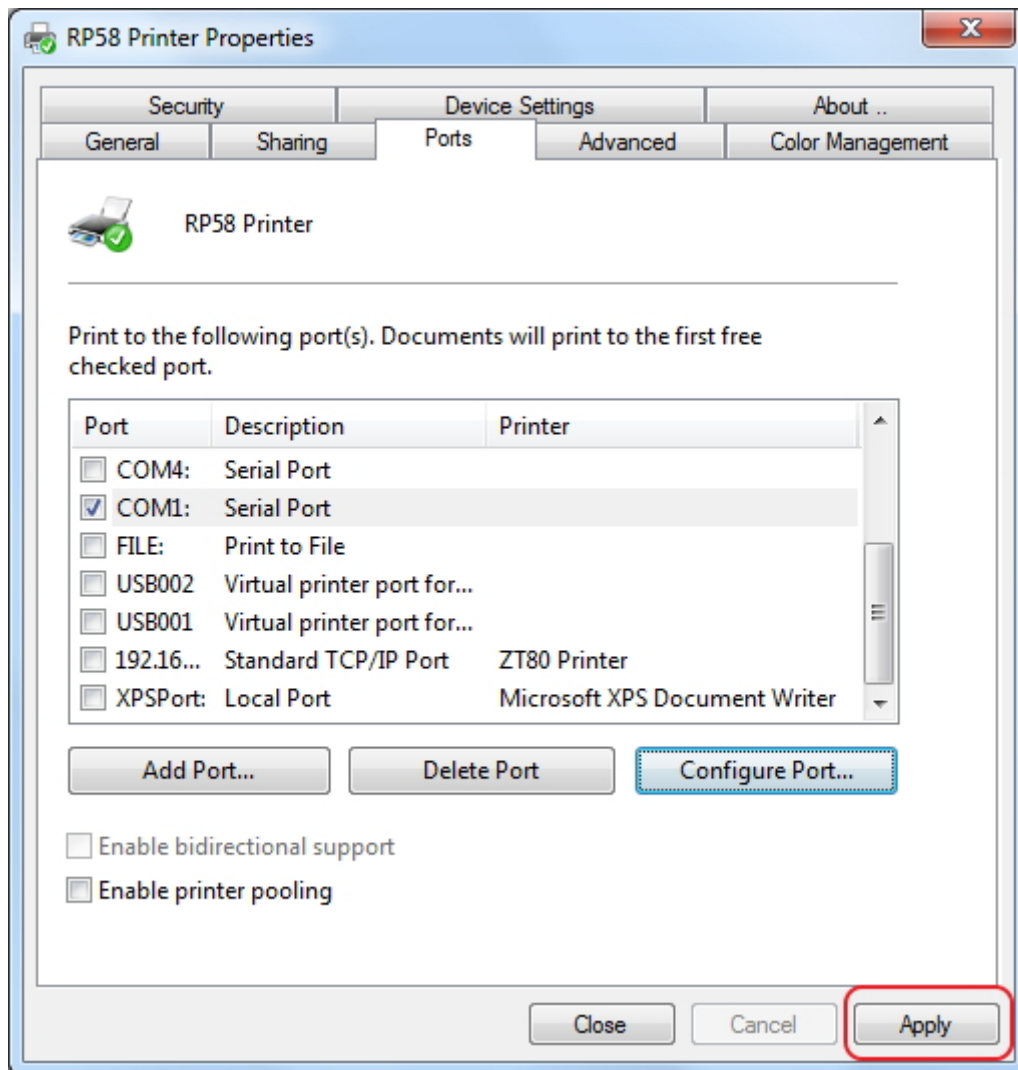 RP58 Printer Properties
Security Device Settings About ..
General Sharing Ports Advanced Color Management
RP58 Printer
Print to the following port(s). Documents will print to the first free
checked port.
Port Description Printer
COM4: Serial Port
COM1: Serial Port
FILE: Print to File
USB002 Virtual printer port for...
USB001 Virtual printer port for...
192.16... Standard TCP/IP Port ZT80 Printer
XPSPort: Local Port Microsoft XPS Document Writer
Add Port... Delete Port Configure Port...
Enable bidirectional support
Enable printer pooling
Close Cancel Apply